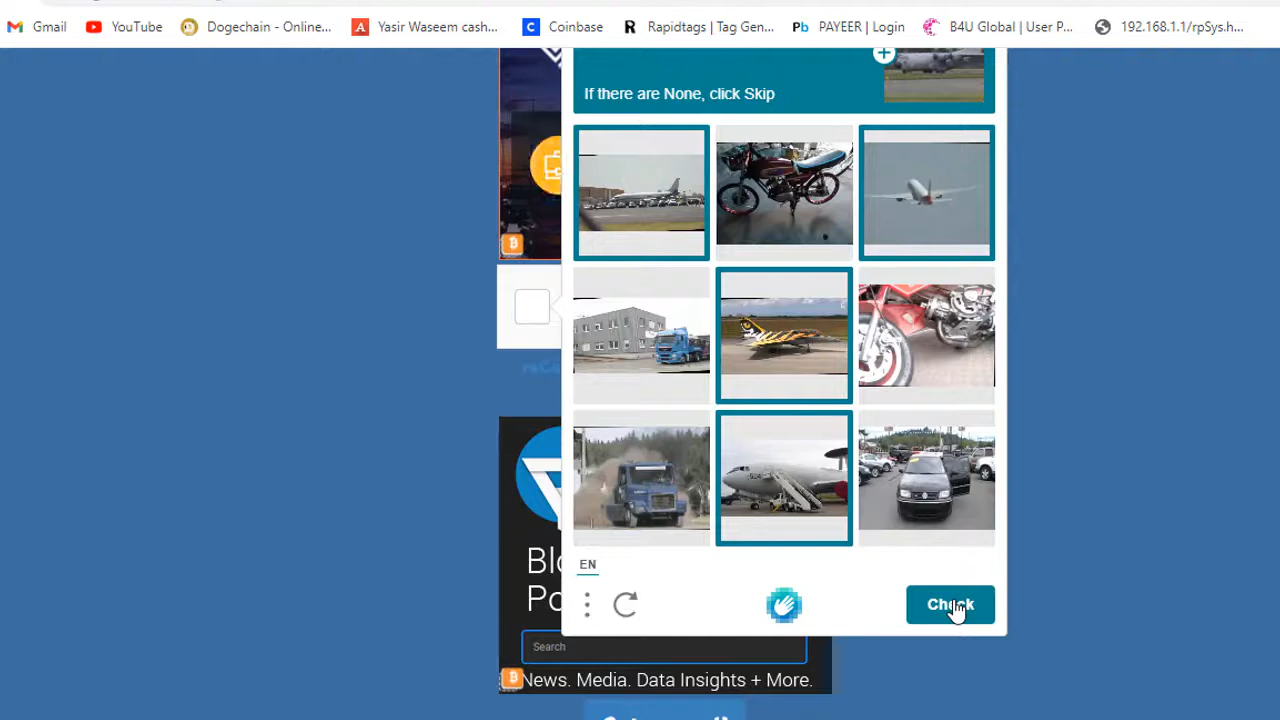 Gmail YouTube Dogechain - Online... Yasir Waseem cash... Coinbase Rapidtags | Tag Gen... PAYEER | Login B4U Global | User P... 192.168.1.1/rpSys.h...
If there are None, click Skip
EN
Check
Search
News. Media. Data Insights + More.